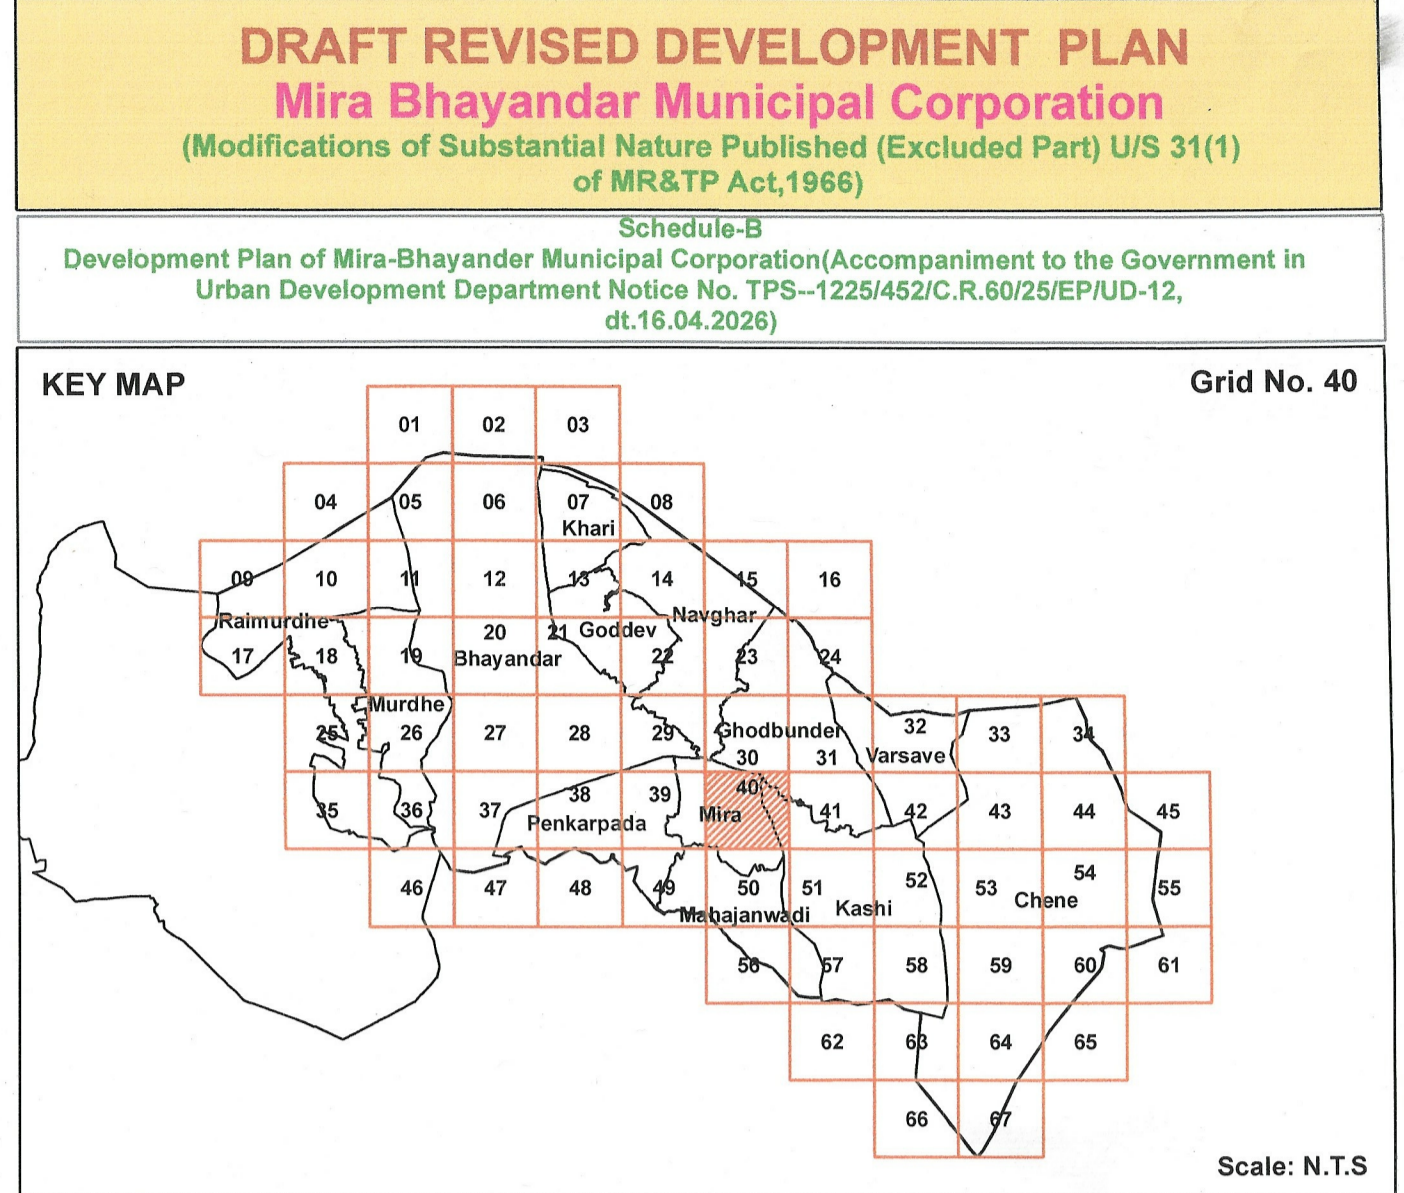 DRAFT REVISED DEVELOPMENT PLAN
Mira Bhayandar Municipal Corporation
(Modifications of Substantial Nature Published (Excluded Part) U/S 31(1)
of MR&TP Act,1966)
Schedule-B
Development Plan of Mira-Bhayander Municipal Corporation(Accompaniment to the Government in
Urban Development Department Notice No. TPS--1225/452/C.R.60/25/EP/UD-12,
dt.16.04.2026)
KEY MAP
Grid No. 40
01 02 03
04 05 06 07 08
Khari
09 10 11 12 13 14 15 16
Raimurdhe Navghar
20 21 Goddev
17 18 19 Bhayandar 22 23 24
Murdhe
25 26 27 28 29 Ghodbunder 32 33 34
30 31 Varsave
40
35 36 37 38 39 41 42 43 44 45
Penkarpada Mira
46 47 48 49 50 51 52 53 54 55
Mahajanwadi Kashi Chene
56 57 58 59 60 61
62 63 64 65
66 67
Scale: N.T.S